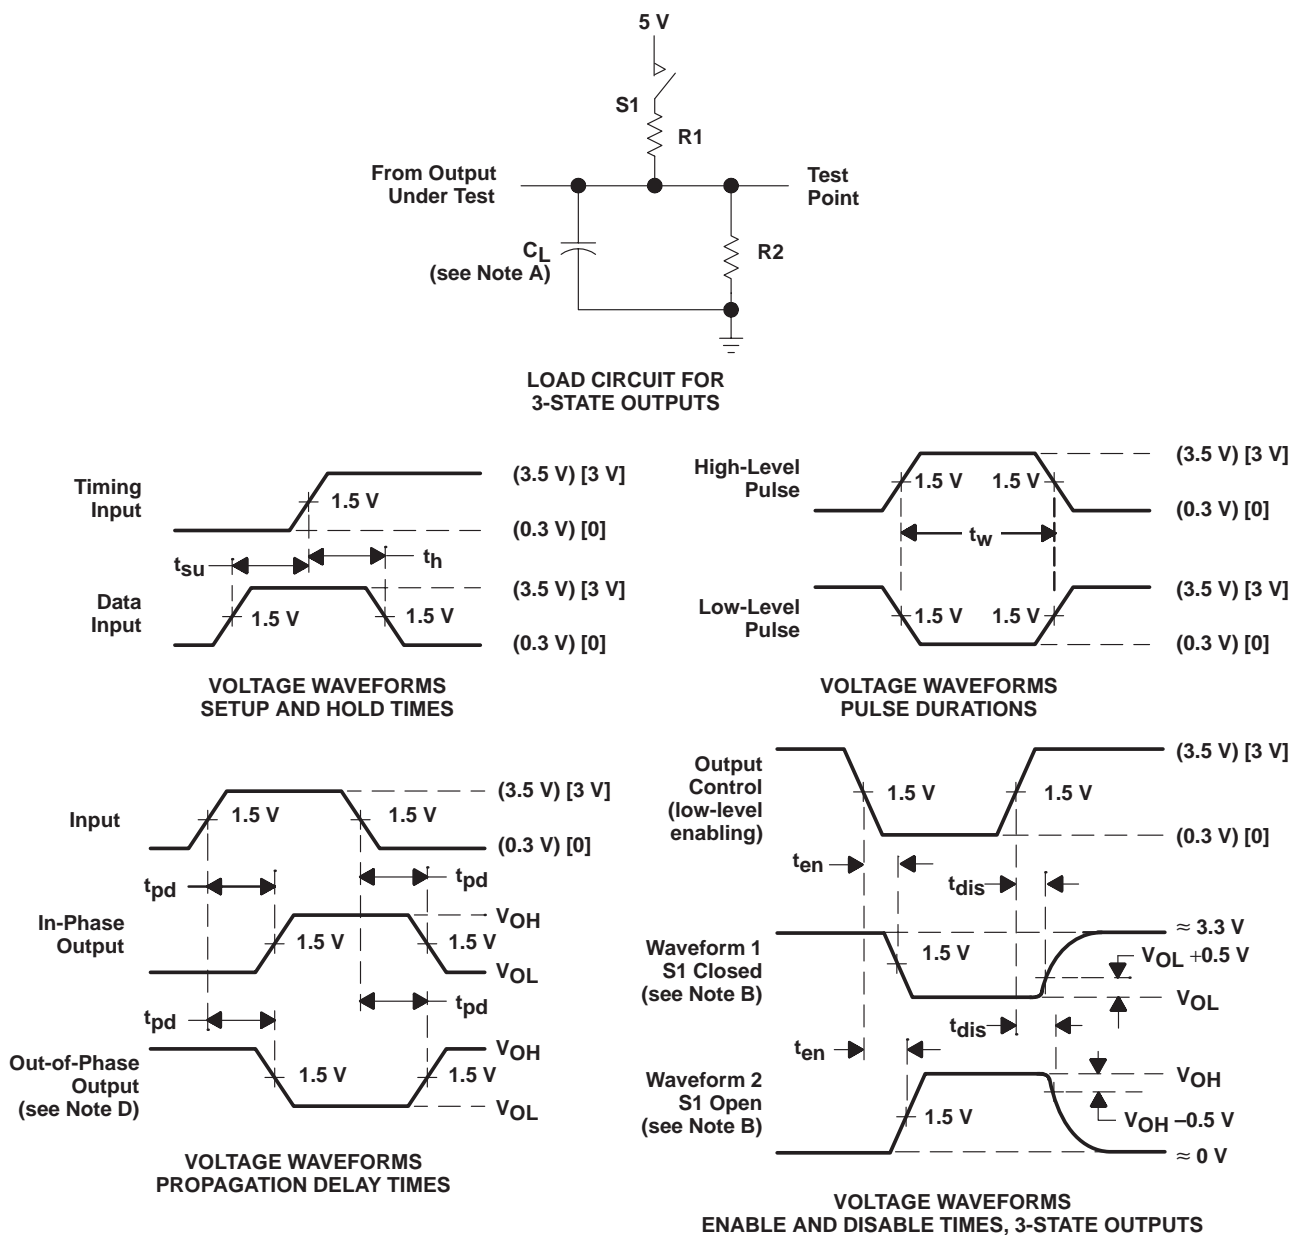 5 V
S1
R1
From Output
Under Test
Test
Point
CL
(see Note A)
R2
LOAD CIRCUIT FOR
3-STATE OUTPUTS
Timing
Input
1.5 V
(3.5 V) [3 V]
(0.3 V) [0]
tsu
th
Data
Input
1.5 V
1.5 V
(3.5 V) [3 V]
(0.3 V) [0]
VOLTAGE WAVEFORMS
SETUP AND HOLD TIMES
High-Level
Pulse
1.5 V
1.5 V
(3.5 V) [3 V]
(0.3 V) [0]
tw
Low-Level
Pulse
1.5 V
1.5 V
(3.5 V) [3 V]
(0.3 V) [0]
VOLTAGE WAVEFORMS
PULSE DURATIONS
Input
1.5 V
1.5 V
(3.5 V) [3 V]
(0.3 V) [0]
tpd
tpd
In-Phase
Output
1.5 V
1.5 V
VOH
VOL
tpd
tpd
Out-of-Phase
Output
(see Note D)
1.5 V
1.5 V
VOH
VOL
VOLTAGE WAVEFORMS
PROPAGATION DELAY TIMES
Output
Control
(low-level
enabling)
1.5 V
1.5 V
(3.5 V) [3 V]
(0.3 V) [0]
ten
tdis
Waveform 1
S1 Closed
(see Note B)
1.5 V
≈ 3.3 V
VOL +0.5 V
VOL
ten
tdis
Waveform 2
S1 Open
(see Note B)
1.5 V
VOH
VOH –0.5 V
≈ 0 V
VOLTAGE WAVEFORMS
ENABLE AND DISABLE TIMES, 3-STATE OUTPUTS